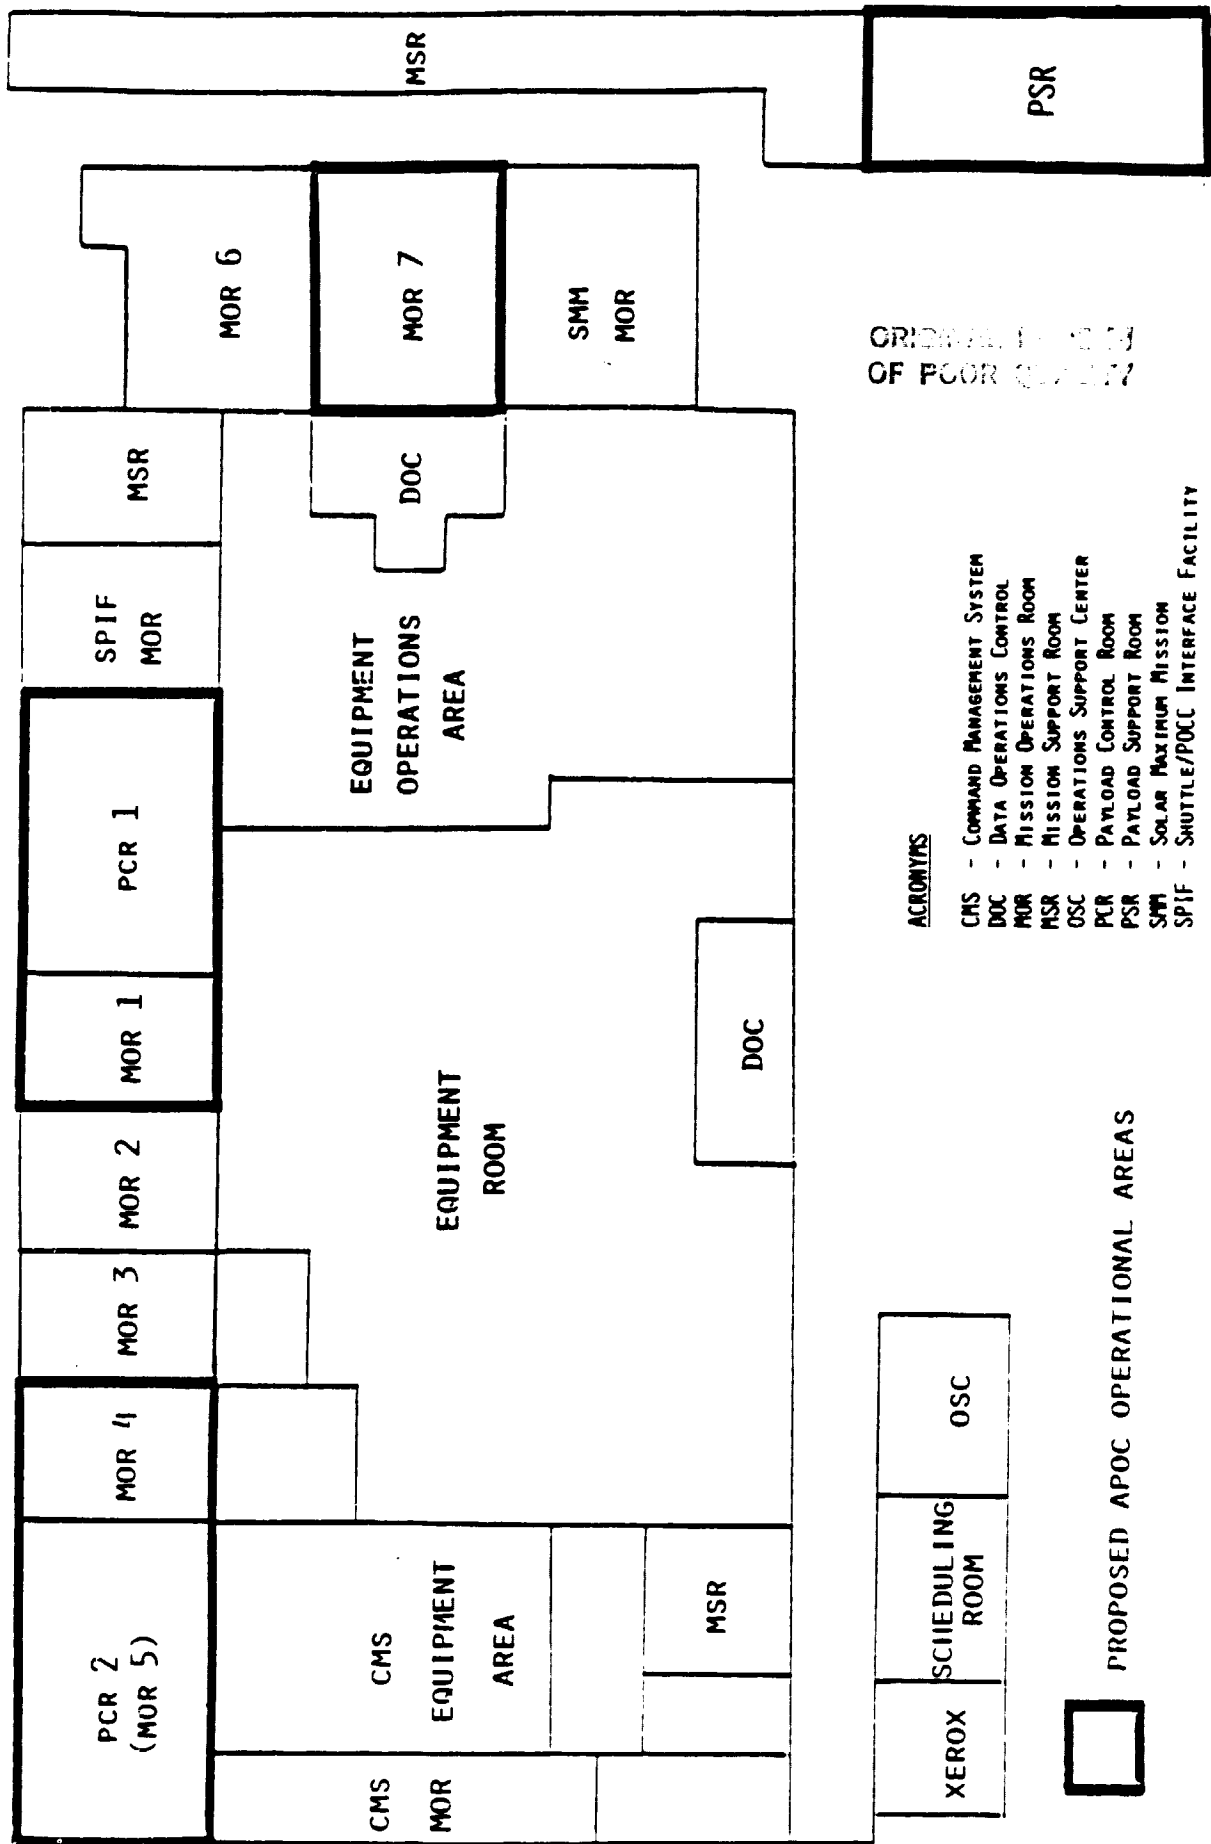 PCR 2
(MOR 5)
MOR 4
MOR 3
MOR 2
MOR 1
PCR 1
SPIF
MOR
MSR
MOR 6
MOR 7
SMM
MOR
MSR
PSR
CMS
MOR
CMS
EQUIPMENT
AREA
MSR
EQUIPMENT
ROOM
DOC
EQUIPMENT
OPERATIONS
AREA
DOC
XEROX
SCHEDULING
ROOM
OSC
ORIGINAL
OF POOR
ACRONYMS
CMS - COMMAND MANAGEMENT SYSTEM
DOC - DATA OPERATIONS CONTROL
MOR - MISSION OPERATIONS ROOM
MSR - MISSION SUPPORT ROOM
OSC - OPERATIONS SUPPORT CENTER
PCR - PAYLOAD CONTROL ROOM
PSR - PAYLOAD SUPPORT ROOM
SMM - SOLAR MAXIMUM MISSION
SPIF - SHUTTLE/POCC INTERFACE FACILITY
PROPOSED APOC OPERATIONAL AREAS